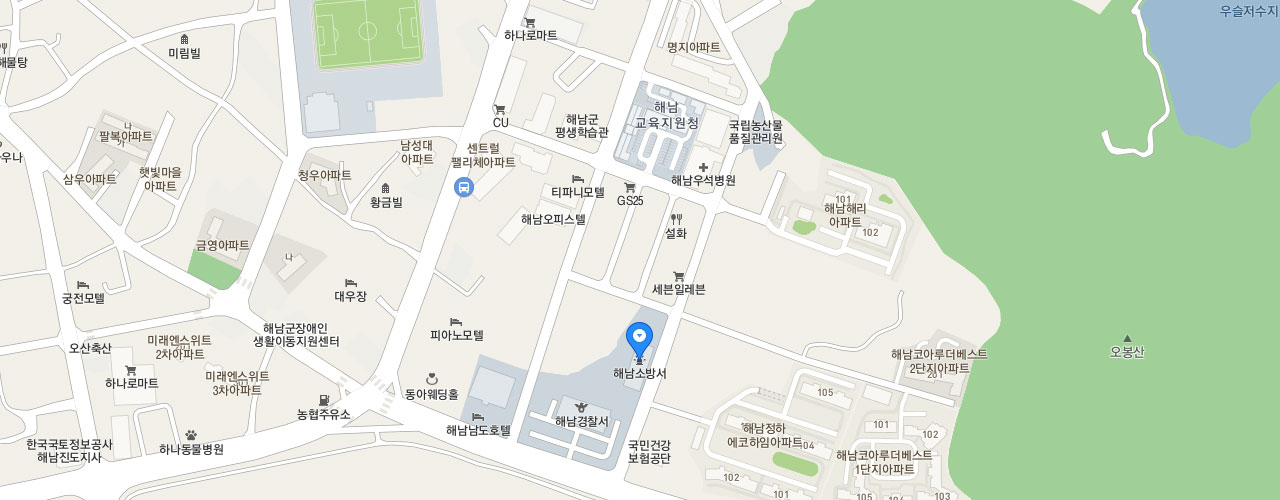 우슬저수지
하나로마트
미림빌
해물탕
명지아파트
해남
교육지원청
CU
해남군
평생학습관
국립농산물
품질관리원
나
팔복아파트
가
센트럴
팰리체아파트
남성대
아파트
삼우아파트
햇빛마을
아파트
청우아파트
황금빌
티파니모텔
GS25
해남우석병원
해남오피스텔
설화
101
해남해리
아파트
102
금영아파트
나
대우장
세븐일레븐
궁전모텔
해남군장애인
생활이동지원센터
피아노모텔
오산축산
미래엔스위트
2차아파트
하나로마트
미래엔스위트
3차아파트
농협주유소
동아웨딩홀
해남소방서
해남남도호텔
해남경찰서
오봉산
해남코아루더베스트
2단지아파트
201
105
해남정하
에코하임아파트
104
101
102
해남코아루더베스트
1단지아파트
한국국토정보공사
해남진도지사
하나동물병원
국민건강
보험공단
102
101
105
106
103